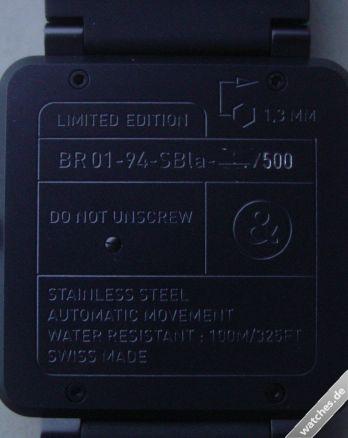 LIMITED EDITION
1,3 MM
BR 01-94-SBla- /500
DO NOT UNSCREW
&
STAINLESS STEEL
AUTOMATIC MOVEMENT
WATER RESISTANT : 100M/325FT
SWISS MADE
watches.de